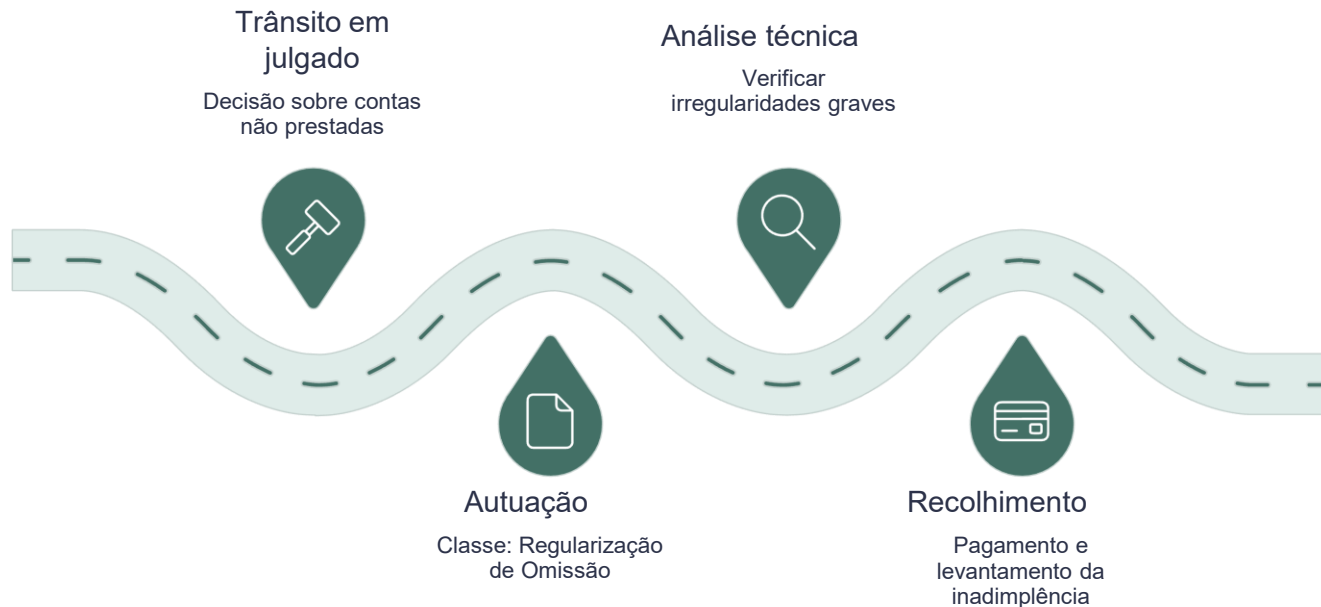 Trânsito em
julgado
Decisão sobre contas
não prestadas
Autuação
Classe: Regularização
de Omissão
Análise técnica
Verificar
irregularidades graves
Recolhimento
Pagamento e
levantamento da
inadimplência